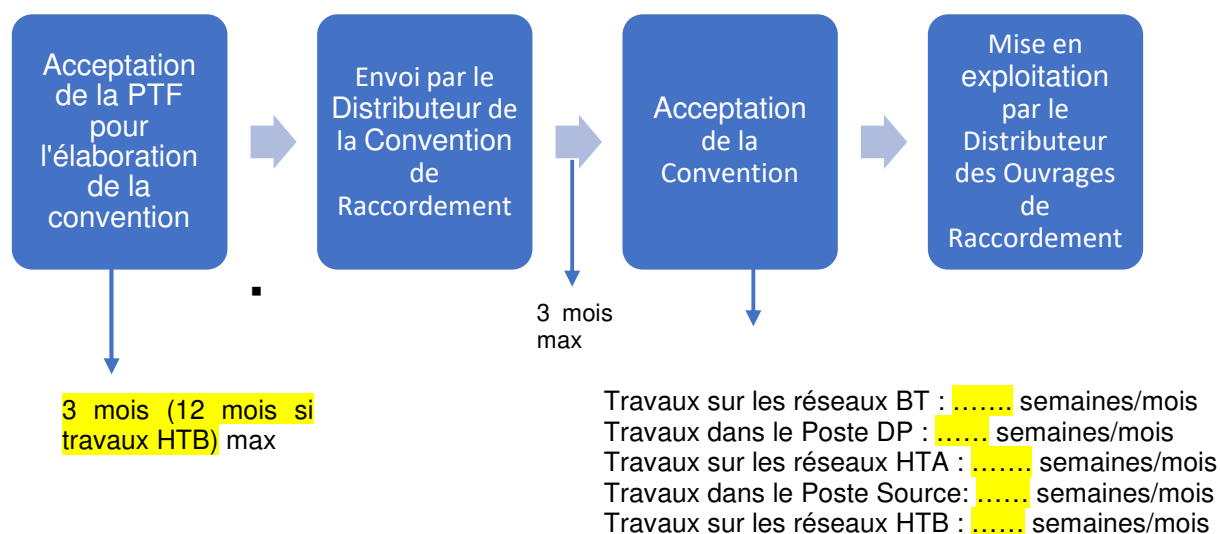 Acceptation
de la PTF
pour
l'élaboration
de la
convention
Envoi par le
Distributeur de
la Convention
de
Raccordement
Acceptation
de la
Convention
Mise en
exploitation
par le
Distributeur
des Ouvrages
de
Raccordement
3 mois
max
3 mois (12 mois si
travaux HTB) max
Travaux sur les réseaux BT : ……. semaines/mois
Travaux dans le Poste DP : …… semaines/mois
Travaux sur les réseaux HTA : ……. semaines/mois
Travaux dans le Poste Source: …… semaines/mois
Travaux sur les réseaux HTB : …… semaines/mois